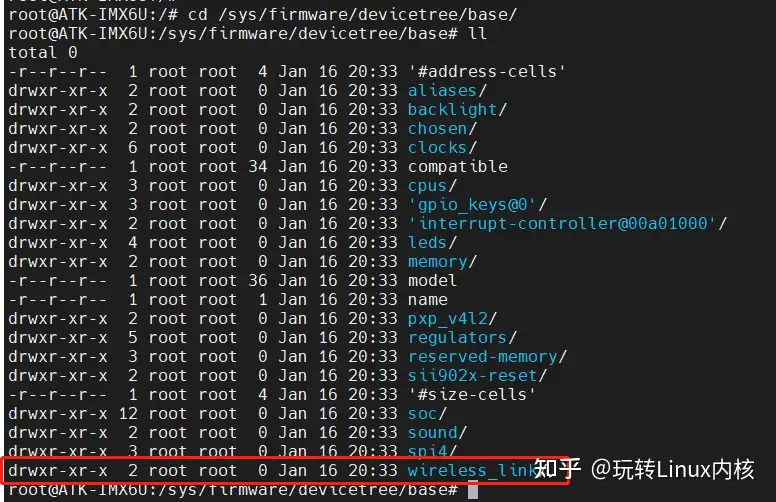 root@ATK-IMX6U:/#
root@ATK-IMX6U:/# cd /sys/firmware/devicetree/base/
root@ATK-IMX6U:/sys/firmware/devicetree/base# ll
total 0
-r--r--r--  1 root root  4 Jan 16 20:33 '#address-cells'
drwxr-xr-x  2 root root  0 Jan 16 20:33 aliases/
drwxr-xr-x  2 root root  0 Jan 16 20:33 backlight/
drwxr-xr-x  2 root root  0 Jan 16 20:33 chosen/
drwxr-xr-x  6 root root  0 Jan 16 20:33 clocks/
-r--r--r--  1 root root 34 Jan 16 20:33 compatible
drwxr-xr-x  3 root root  0 Jan 16 20:33 cpus/
drwxr-xr-x  3 root root  0 Jan 16 20:33 'gpio_keys@0'/
drwxr-xr-x  2 root root  0 Jan 16 20:33 'interrupt-controller@00a01000'/
drwxr-xr-x  4 root root  0 Jan 16 20:33 leds/
drwxr-xr-x  2 root root  0 Jan 16 20:33 memory/
-r--r--r--  1 root root 36 Jan 16 20:33 model
-r--r--r--  1 root root  1 Jan 16 20:33 name
drwxr-xr-x  2 root root  0 Jan 16 20:33 pxp_v4l2/
drwxr-xr-x  5 root root  0 Jan 16 20:33 regulators/
drwxr-xr-x  3 root root  0 Jan 16 20:33 reserved-memory/
drwxr-xr-x  2 root root  0 Jan 16 20:33 sii902x-reset/
-r--r--r--  1 root root  4 Jan 16 20:33 '#size-cells'
drwxr-xr-x 12 root root  0 Jan 16 20:33 soc/
drwxr-xr-x  2 root root  0 Jan 16 20:33 sound/
drwxr-xr-x  3 root root  0 Jan 16 20:33 spi4/
drwxr-xr-x  2 root root  0 Jan 16 20:33 wireless_link
知乎 @玩转Linux内核
root@ATK-IMX6U:/sys/firmware/devicetree/base#